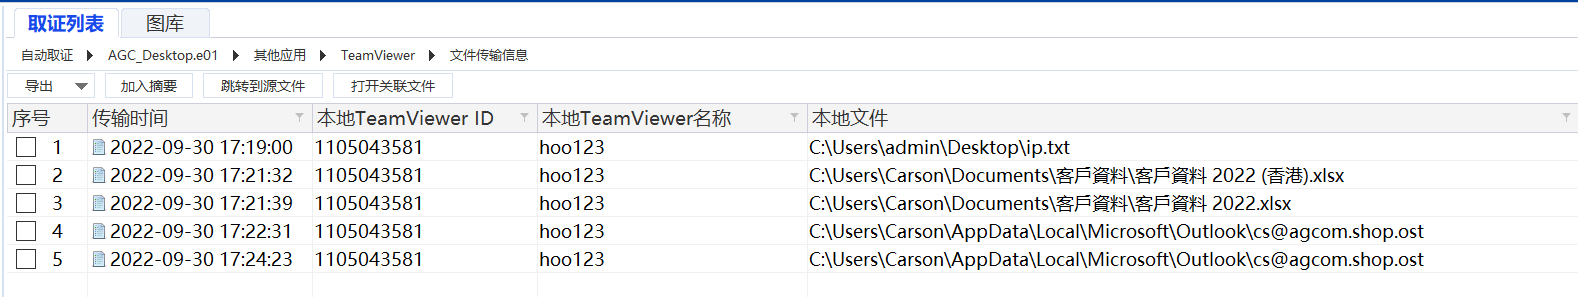 取证列表 图库
自动取证 AGC_Desktop.e01 其他应用 TeamViewer 文件传输信息
导出 加入摘要 跳转到源文件 打开关联文件
序号 传输时间 本地TeamViewer ID 本地TeamViewer名称 本地文件
1 2022-09-30 17:19:00 1105043581 hoo123 C:\Users\admin\Desktop\ip.txt
2 2022-09-30 17:21:32 1105043581 hoo123 C:\Users\Carson\Documents\客戶資料\客戶資料 2022 (香港).xlsx
3 2022-09-30 17:21:39 1105043581 hoo123 C:\Users\Carson\Documents\客戶資料\客戶資料 2022.xlsx
4 2022-09-30 17:22:31 1105043581 hoo123 C:\Users\Carson\AppData\Local\Microsoft\Outlook\cs@agcom.shop.ost
5 2022-09-30 17:24:23 1105043581 hoo123 C:\Users\Carson\AppData\Local\Microsoft\Outlook\cs@agcom.shop.ost